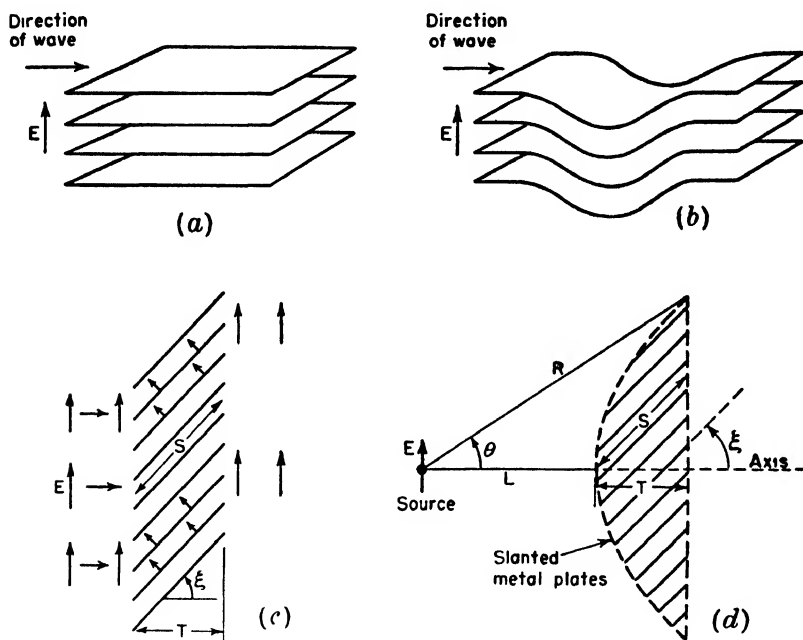 Direction
of wave
E
(a)
Direction
of wave
E
(b)
E
S
ξ
T
(c)
R
E
θ
L
Source
S
T
ξ
Axis
Slanted
metal plates
(d)